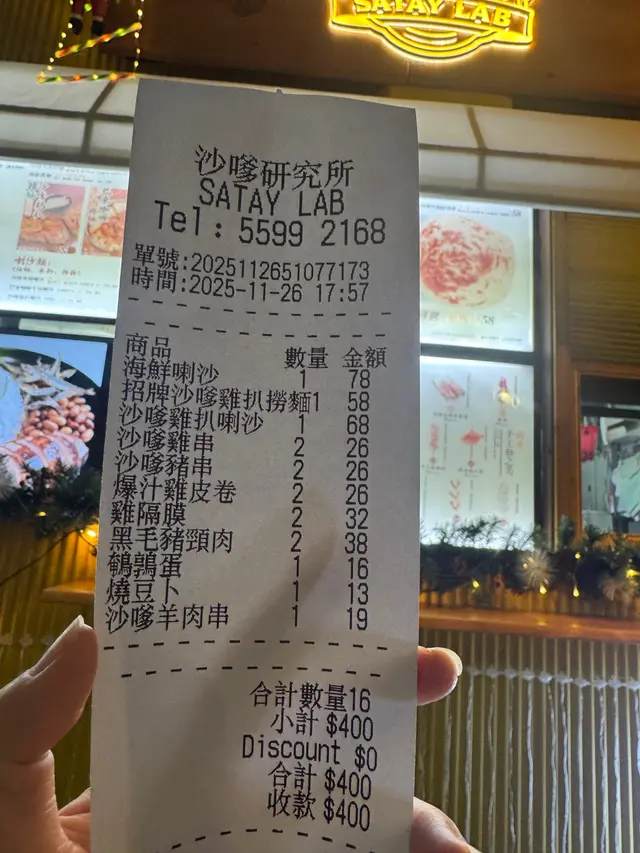 SATAY LAB
沙嗲研究所
SATAY LAB
Tel: 5599 2168
單號:2025112651077173
時間:2025-11-26 17:57
商品 數量 金額
海鮮喇沙 1 78
招牌沙嗲雞扒撈麵1 58
沙嗲雞扒喇沙 1 68
沙嗲雞串 2 26
沙嗲豬串 2 26
爆汁雞皮卷 2 26
雞隔膜 2 32
黑毛豬頸肉 2 38
鵪鶉蛋 1 16
燒豆卜 1 13
沙嗲羊肉串 1 19
合計數量16
小計 $400
Discount $0
合計 $400
收款 $400